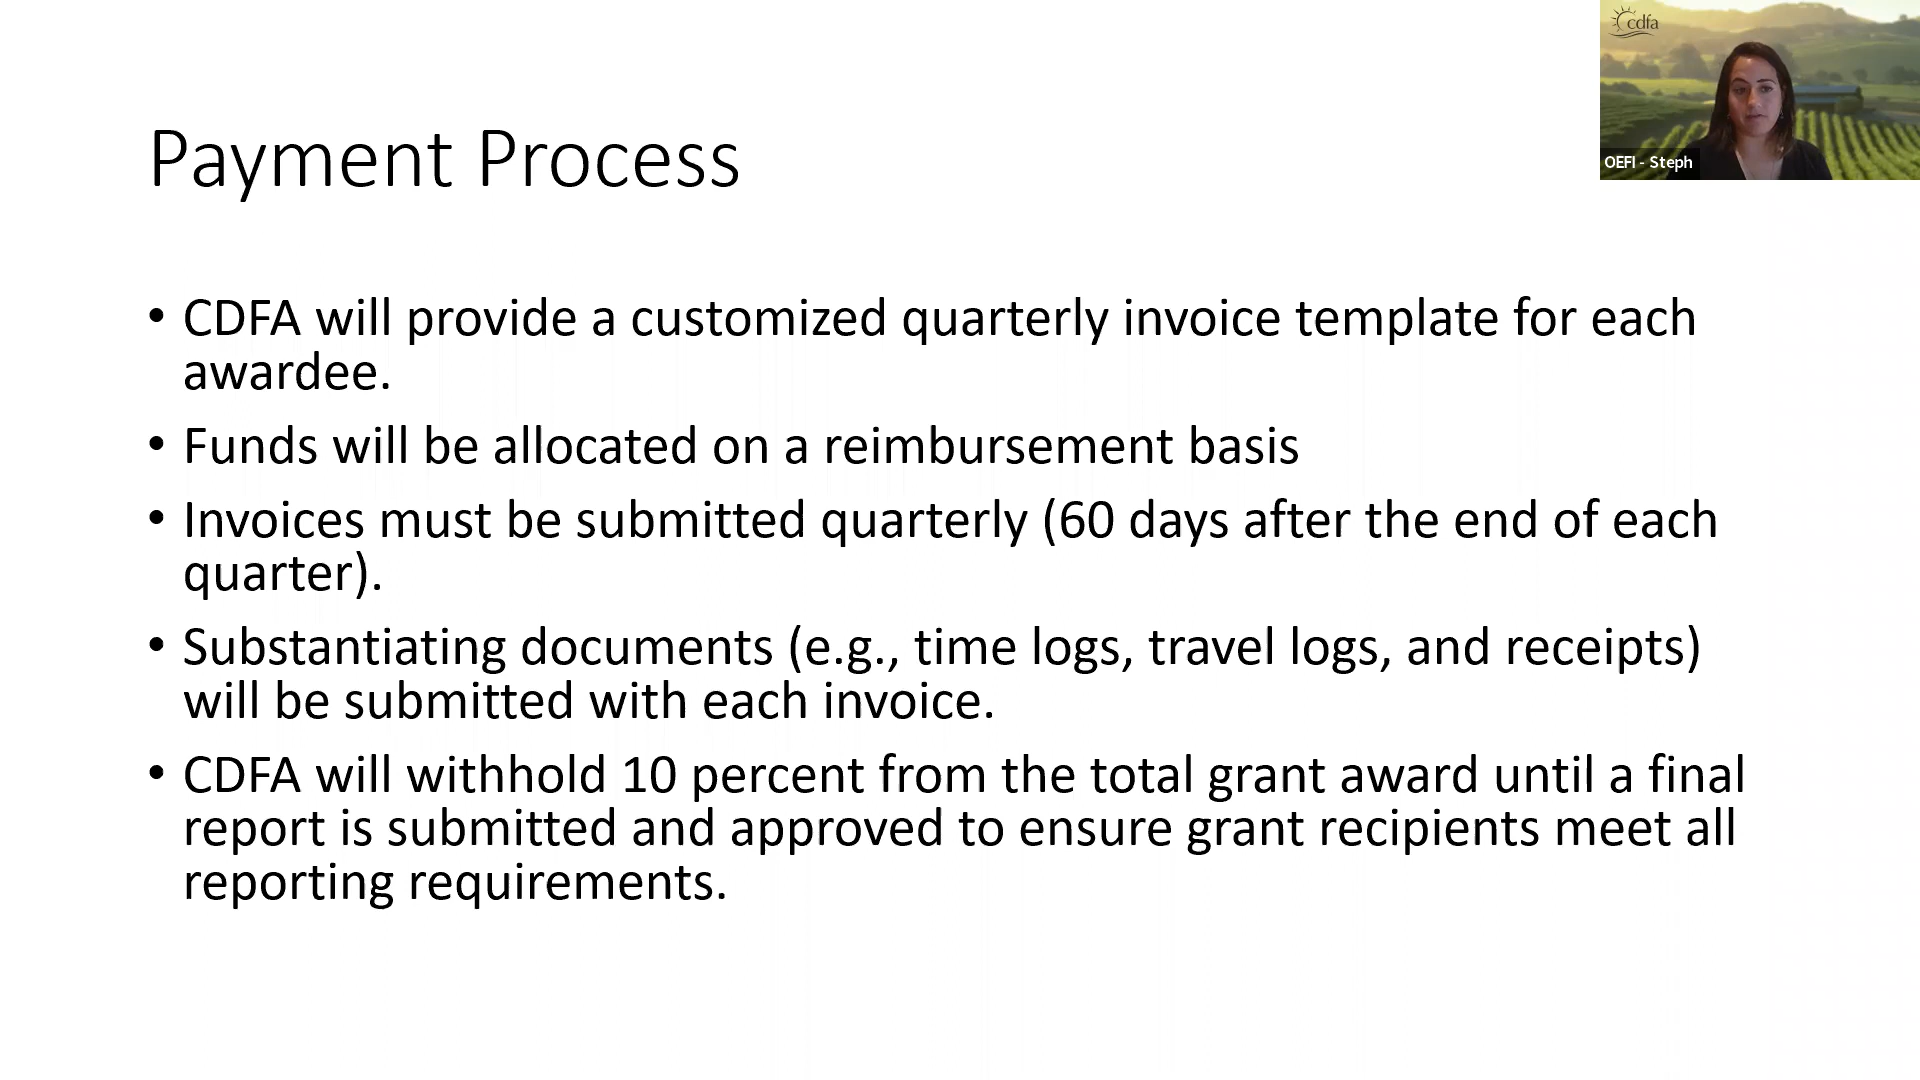 cdfa
OEFI - Steph
Payment Process
• CDFA will provide a customized quarterly invoice template for each
awardee.
• Funds will be allocated on a reimbursement basis
• Invoices must be submitted quarterly (60 days after the end of each
quarter).
• Substantiating documents (e.g., time logs, travel logs, and receipts)
will be submitted with each invoice.
• CDFA will withhold 10 percent from the total grant award until a final
report is submitted and approved to ensure grant recipients meet all
reporting requirements.